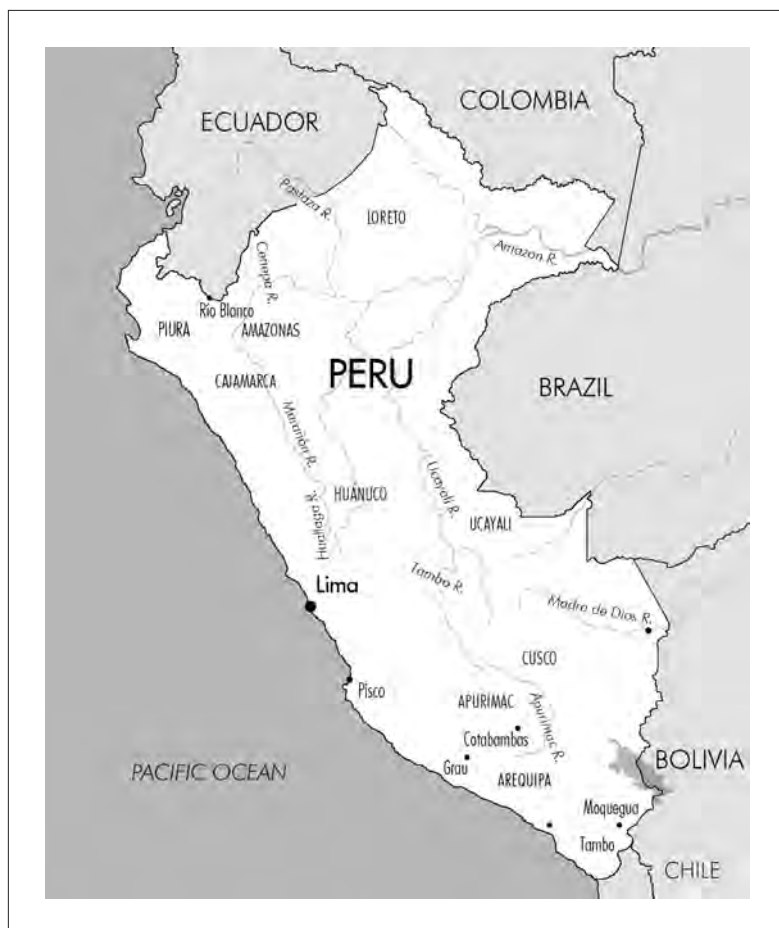 COLOMBIA
ECUADOR
Pastaza R.
LORETO
Amazon R.
Cenepa R.
Río Blanco
PIURA
AMAZONAS
PERU
CAJAMARCA
BRAZIL
Marañón R.
Ucayali R.
HUÁNUCO
Huallaga R.
UCAYALI
Tambo R.
Lima
Madre de Dios R.
CUSCO
Pisco
APURIMAC
Apurimac R.
Cotabambas
BOLIVIA
PACIFIC OCEAN
Grau
AREQUIPA
Moquegua
Tambo
CHILE